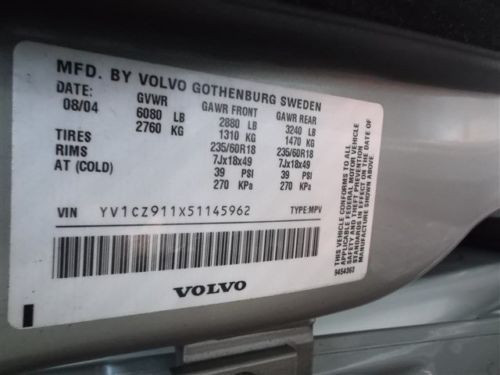 MFD. BY VOLVO GOTHENBURG SWEDEN
DATE: GVWR GAWR FRONT GAWR REAR
08/04 6080 LB 2880 LB 3240 LB
2760 KG 1310 KG 1470 KG
TIRES 235/60R18 235/60R18
RIMS 7Jx18x49 7Jx18x49
AT (COLD) 39 PSI 39 PSI
270 KPa 270 KPa
VIN YV1CZ911X51145962 TYPE:MPV
VOLVO
THIS VEHICLE CONFORMS TO ALL
APPLICABLE FEDERAL MOTOR VEHICLE
SAFETY AND THEFT PREVENTION
STANDARDS IN EFFECT ON THE DATE OF
MANUFACTURE SHOWN ABOVE.
9454363